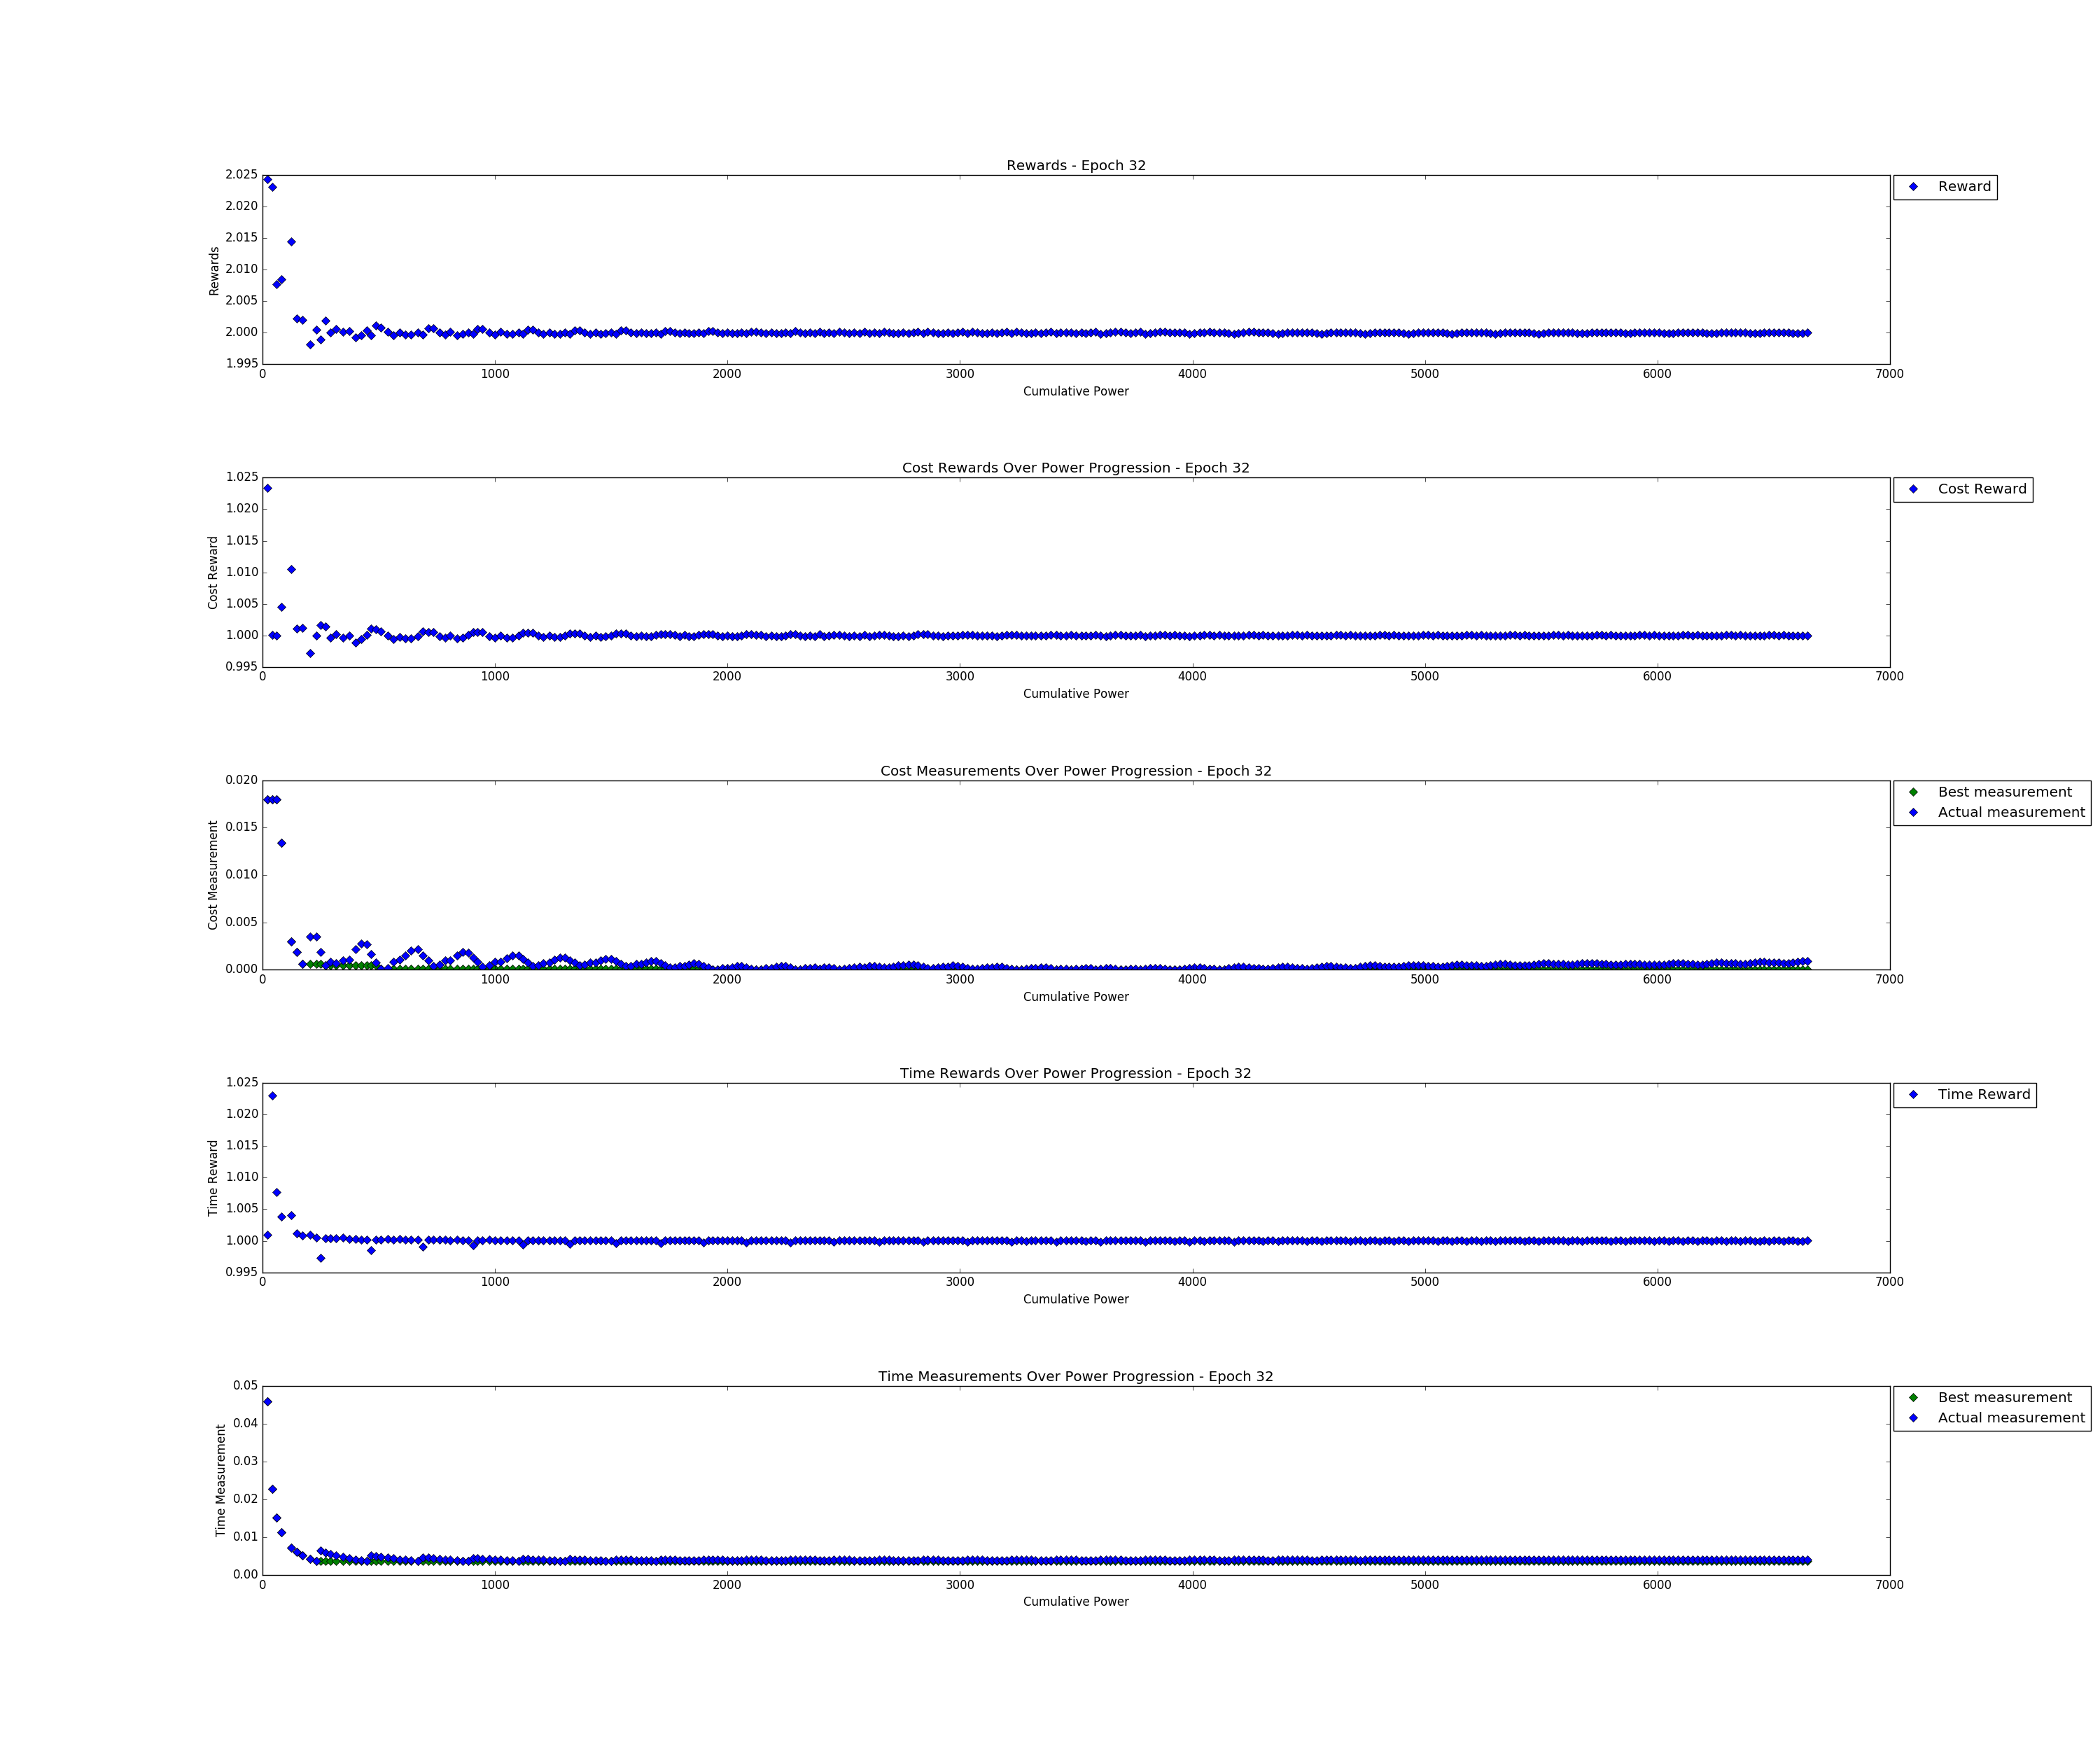 Rewards - Epoch 32
2.025
2.020
2.015
2.010
2.005
2.000
1.995
Rewards
0 1000 2000 3000 4000 5000 6000 7000
Cumulative Power
Reward
Cost Rewards Over Power Progression - Epoch 32
1.025
1.020
1.015
1.010
1.005
1.000
0.995
Cost Reward
0 1000 2000 3000 4000 5000 6000 7000
Cumulative Power
Cost Reward
Cost Measurements Over Power Progression - Epoch 32
0.020
0.015
0.010
0.005
0.000
Cost Measurement
0 1000 2000 3000 4000 5000 6000 7000
Cumulative Power
Best measurement
Actual measurement
Time Rewards Over Power Progression - Epoch 32
1.025
1.020
1.015
1.010
1.005
1.000
0.995
Time Reward
0 1000 2000 3000 4000 5000 6000 7000
Cumulative Power
Time Reward
Time Measurements Over Power Progression - Epoch 32
0.05
0.04
0.03
0.02
0.01
0.00
Time Measurement
0 1000 2000 3000 4000 5000 6000 7000
Cumulative Power
Best measurement
Actual measurement